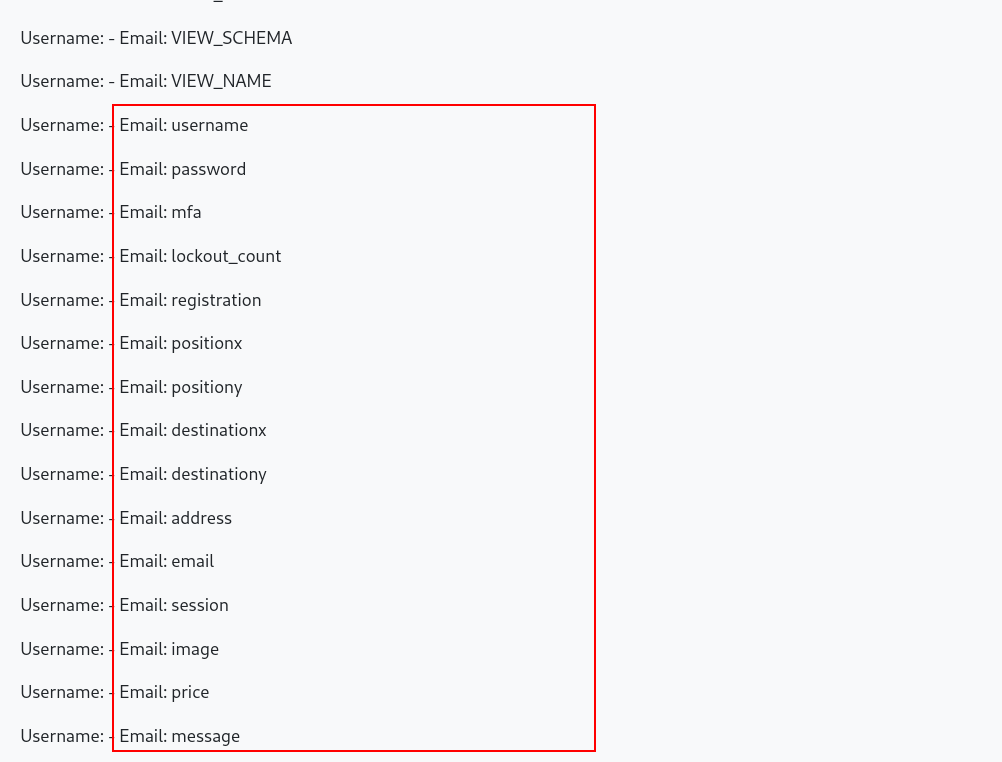 Username: - Email: VIEW_SCHEMA
Username: - Email: VIEW_NAME
Username: - Email: username
Username: - Email: password
Username: - Email: mfa
Username: - Email: lockout_count
Username: - Email: registration
Username: - Email: positionx
Username: - Email: positiony
Username: - Email: destinationx
Username: - Email: destinationy
Username: - Email: address
Username: - Email: email
Username: - Email: session
Username: - Email: image
Username: - Email: price
Username: - Email: message